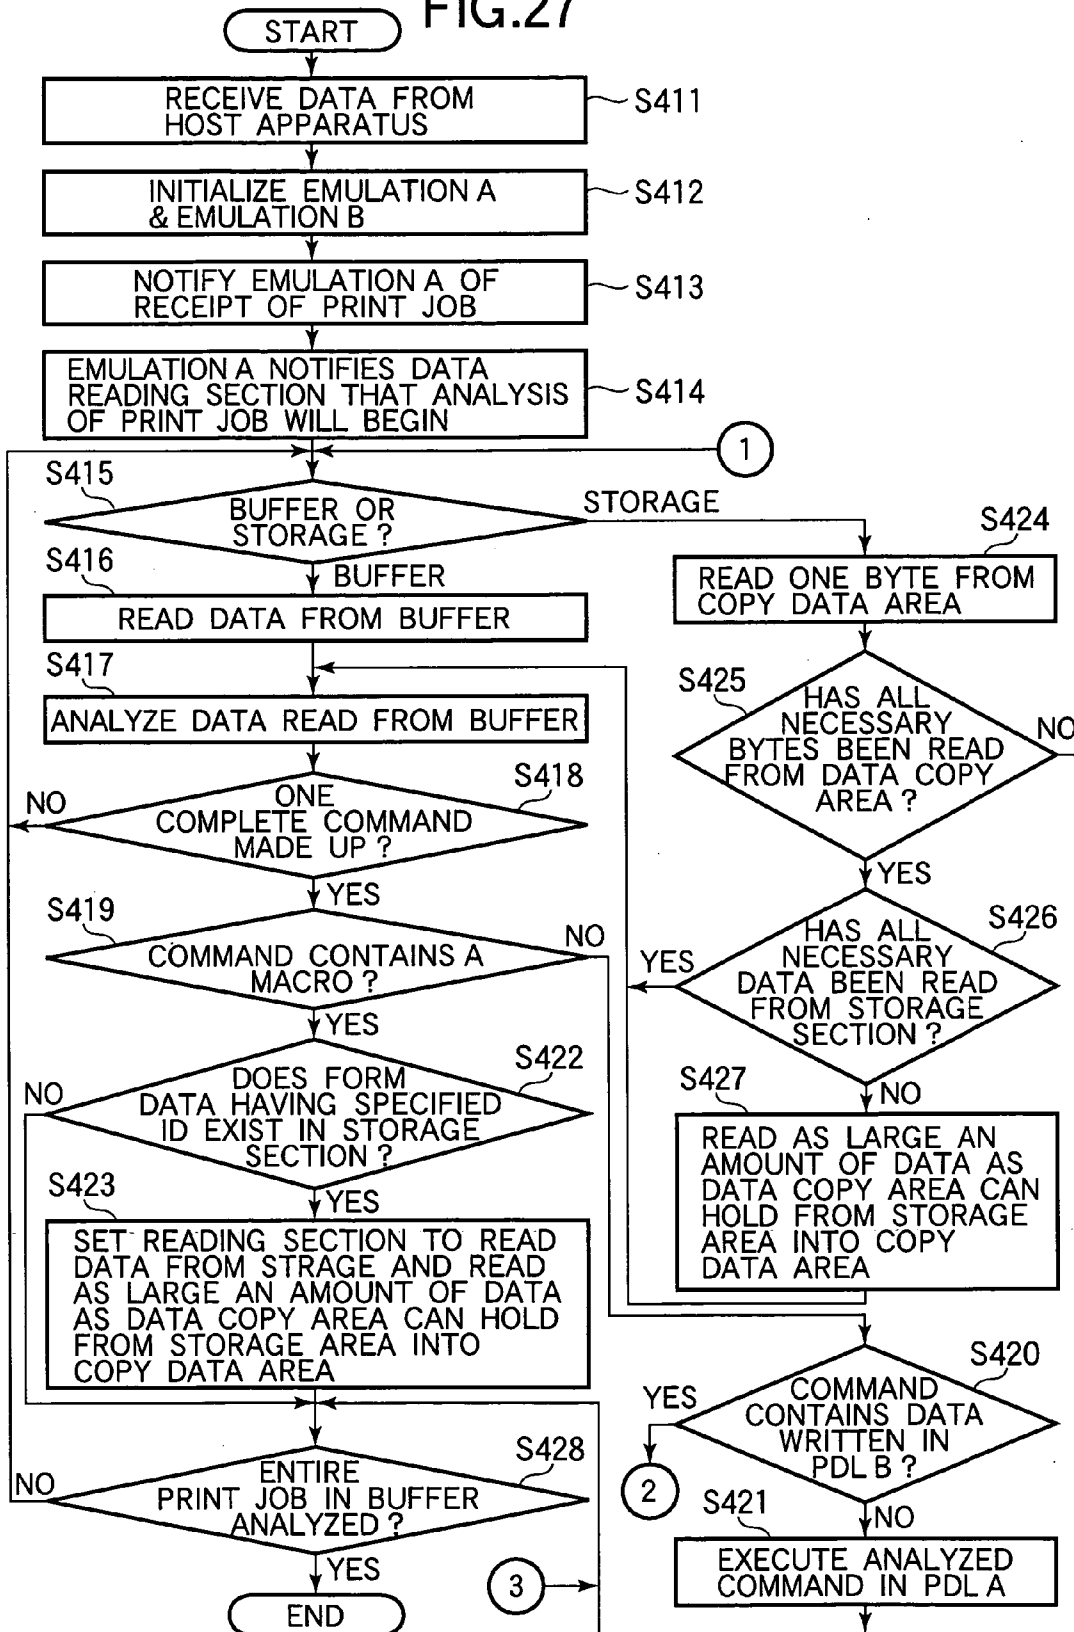 FIG.27
START
RECEIVE DATA FROM
HOST APPARATUS
S411
INITIALIZE EMULATION A
& EMULATION B
S412
NOTIFY EMULATION A OF
RECEIPT OF PRINT JOB
S413
EMULATION A NOTIFIES DATA
READING SECTION THAT ANALYSIS
OF PRINT JOB WILL BEGIN
S414
1
S415
BUFFER OR
STORAGE ?
STORAGE
BUFFER
S416
READ DATA FROM BUFFER
S417
ANALYZE DATA READ FROM BUFFER
S418
ONE
COMPLETE COMMAND
MADE UP ?
NO
YES
S419
COMMAND CONTAINS A
MACRO ?
NO
YES
S422
DOES FORM
DATA HAVING SPECIFIED
ID EXIST IN STORAGE
SECTION ?
NO
YES
S423
SET READING SECTION TO READ
DATA FROM STRAGE AND READ
AS LARGE AN AMOUNT OF DATA
AS DATA COPY AREA CAN HOLD
FROM STORAGE AREA INTO
COPY DATA AREA
S428
ENTIRE
PRINT JOB IN BUFFER
ANALYZED ?
NO
YES
END
3
S424
READ ONE BYTE FROM
COPY DATA AREA
S425
HAS ALL
NECESSARY
BYTES BEEN READ
FROM DATA COPY
AREA ?
NO
YES
S426
HAS ALL
NECESSARY
DATA BEEN READ
FROM STORAGE
SECTION ?
YES
NO
S427
READ AS LARGE AN
AMOUNT OF DATA AS
DATA COPY AREA CAN
HOLD FROM STORAGE
AREA INTO COPY
DATA AREA
S420
COMMAND
CONTAINS DATA
WRITTEN IN
PDL B ?
YES
2
NO
S421
EXECUTE ANALYZED
COMMAND IN PDL A